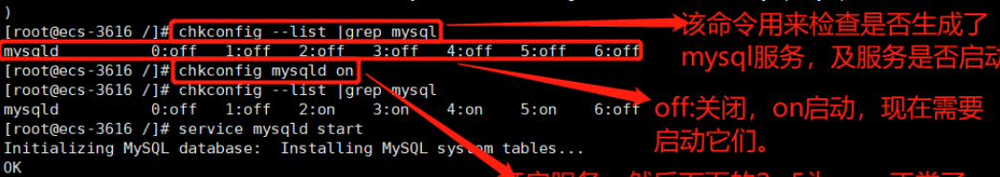 )
[root@ecs-3616 /]# chkconfig --list |grep mysql
mysqld 0:off 1:off 2:off 3:off 4:off 5:off 6:off
[root@ecs-3616 /]# chkconfig mysqld on
[root@ecs-3616 /]# chkconfig --list |grep mysql
mysqld 0:off 1:off 2:on 3:on 4:on 5:on 6:off
[root@ecs-3616 /]# service mysqld start
Initializing MySQL database: Installing MySQL system tables...
OK
该命令用来检查是否生成了
mysql服务，及服务是否启动
off:关闭，on启动，现在需要
启动它们。